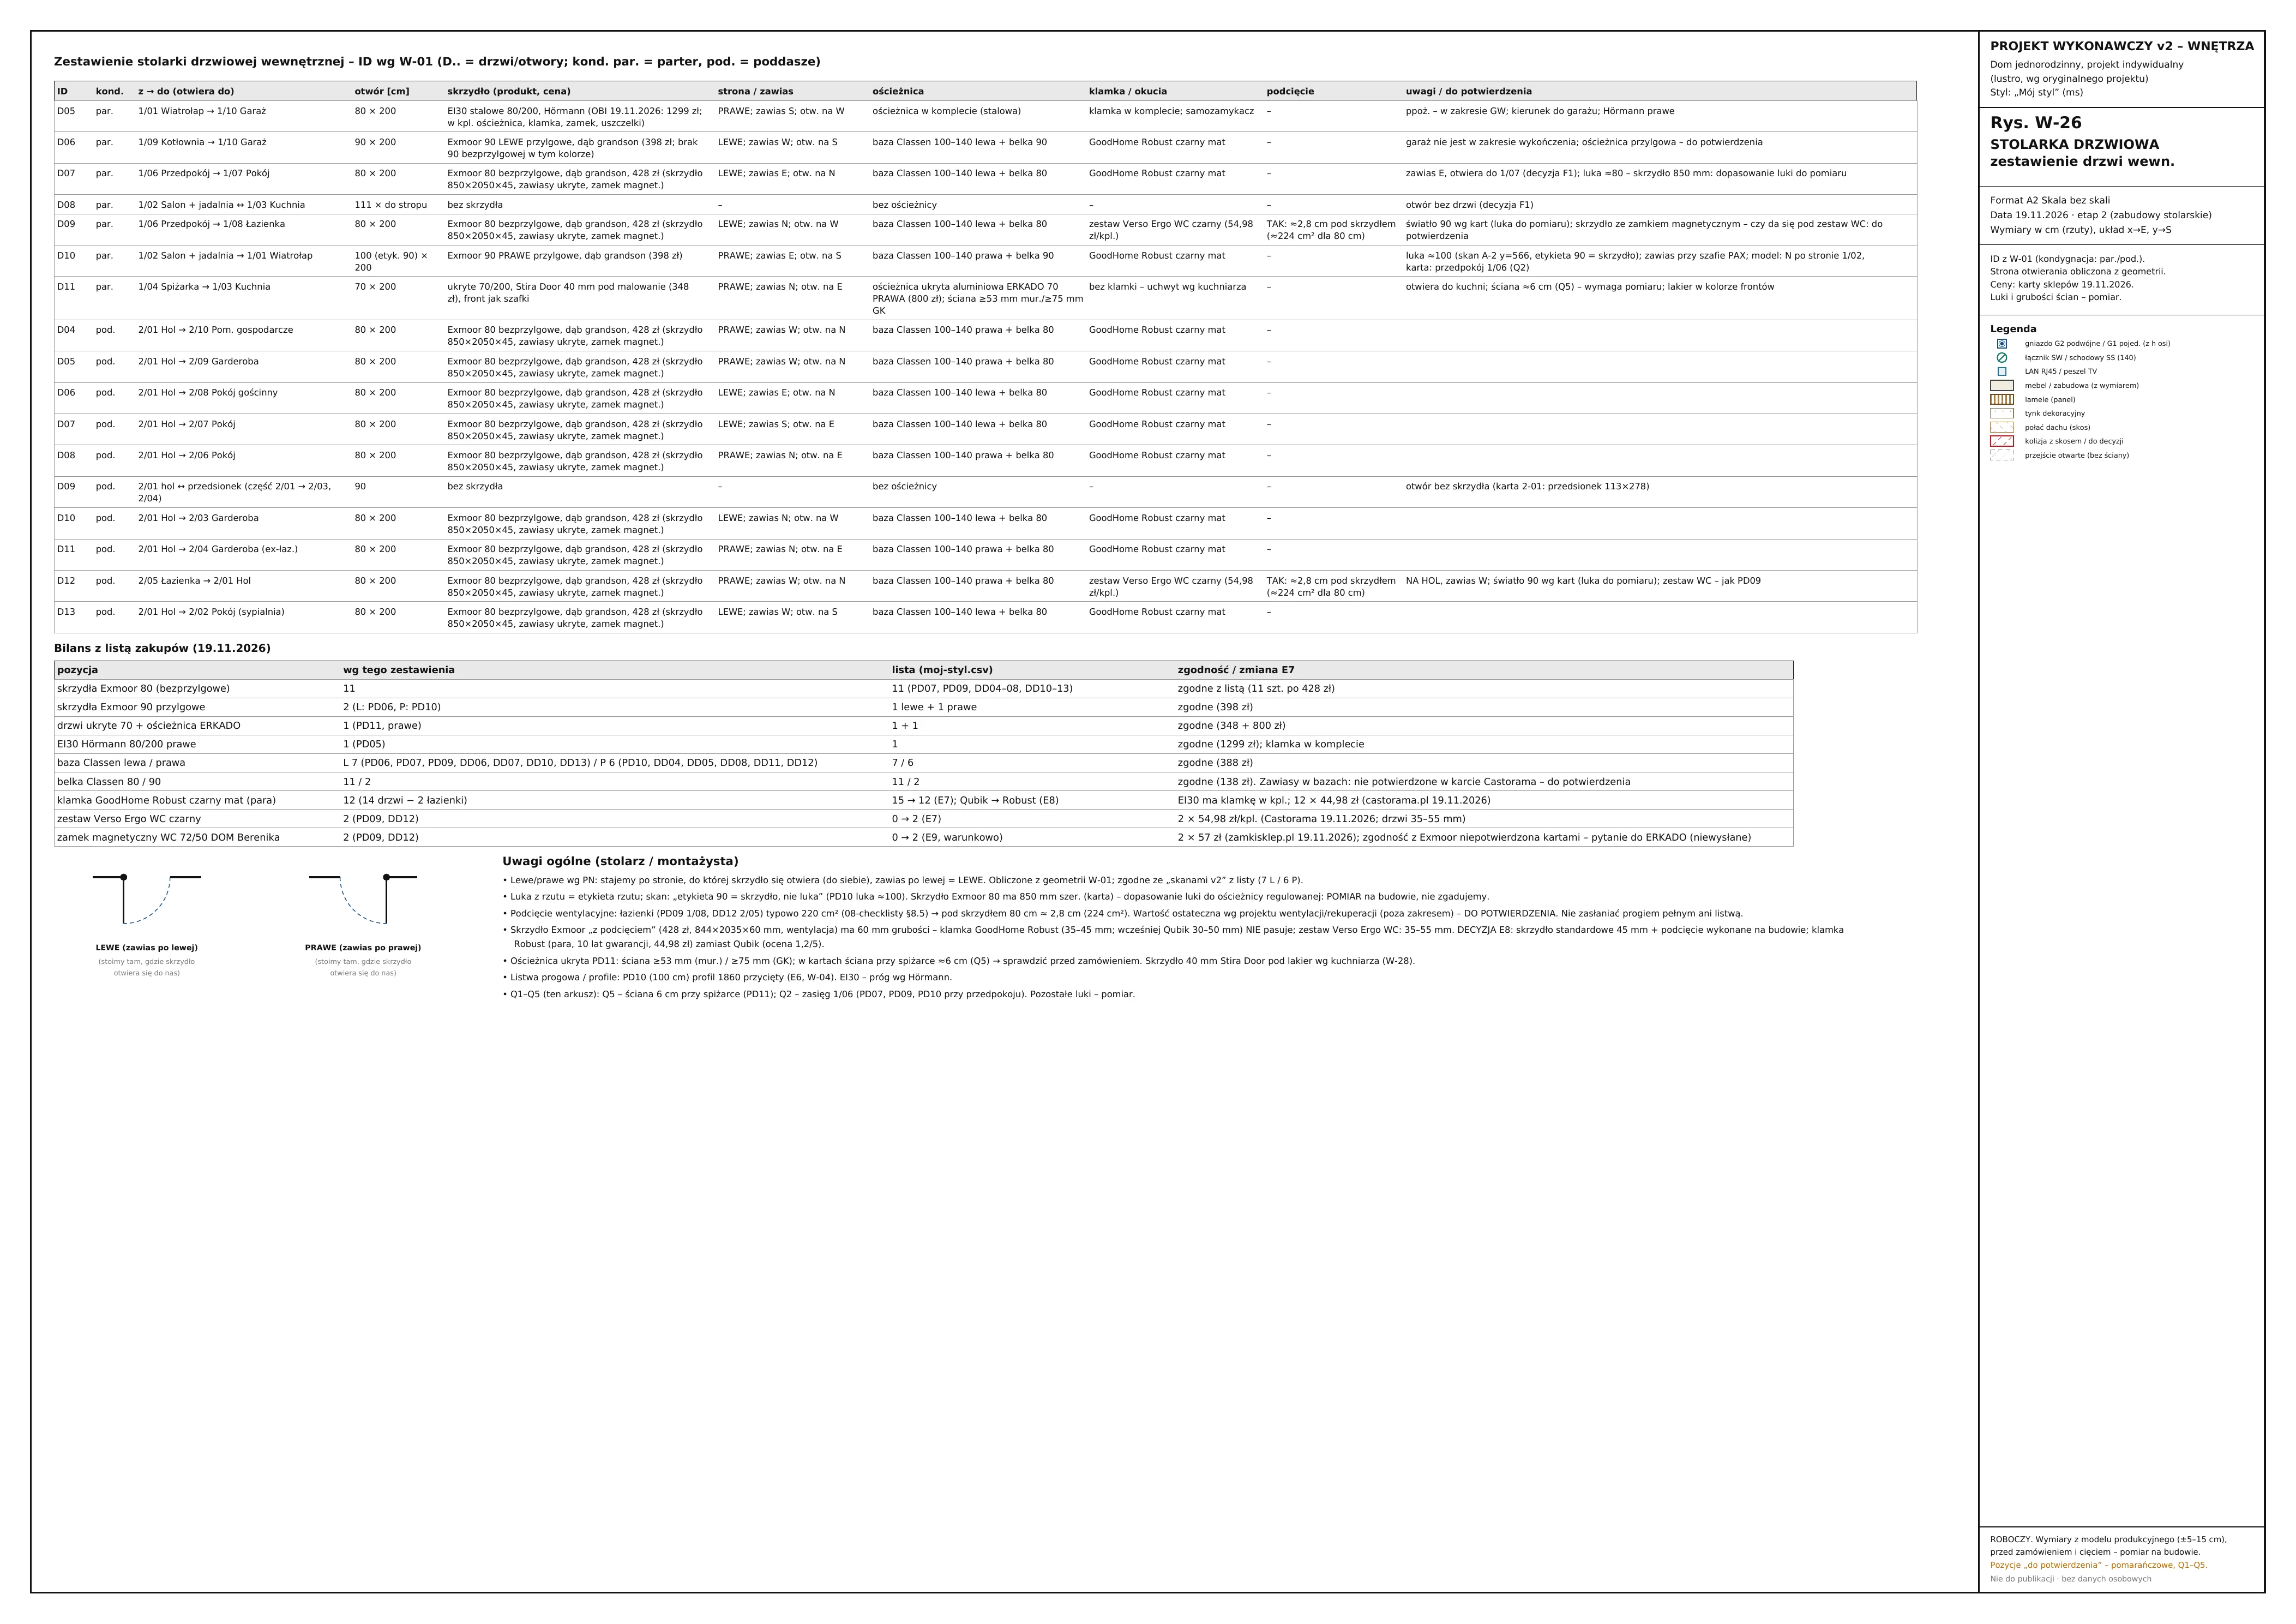 Zestawienie stolarki drzwiowej wewnętrznej – ID wg W-01 (D.. = drzwi/otwory; kond. par. = parter, pod. = poddasze)
ID kond. z → do (otwiera do) otwór [cm] skrzydło (produkt, cena) strona / zawias ościeżnica klamka / okucia podcięcie uwagi / do potwierdzenia
D05 par. 1/01 Wiatrołap → 1/10 Garaż 80 × 200 EI30 stalowe 80/200, Hörmann (OBI 19.11.2026: 1299 zł; PRAWE; zawias S; otw. na W ościeżnica w komplecie (stalowa) klamka w komplecie; samozamykacz – ppoż. – w zakresie GW; kierunek do garażu; Hörmann prawe
w kpl. ościeżnica, klamka, zamek, uszczelki)
D06 par. 1/09 Kotłownia → 1/10 Garaż 90 × 200 Exmoor 90 LEWE przylgowe, dąb grandson (398 zł; brak LEWE; zawias W; otw. na S baza Classen 100–140 lewa + belka 90 GoodHome Robust czarny mat – garaż nie jest w zakresie wykończenia; ościeżnica przylgowa – do potwierdzenia
90 bezprzylgowej w tym kolorze)
D07 par. 1/06 Przedpokój → 1/07 Pokój 80 × 200 Exmoor 80 bezprzylgowe, dąb grandson, 428 zł (skrzydło LEWE; zawias E; otw. na N baza Classen 100–140 lewa + belka 80 GoodHome Robust czarny mat – zawias E, otwiera do 1/07 (decyzja F1); luka ≈80 – skrzydło 850 mm: dopasowanie luki do pomiaru
850×2050×45, zawiasy ukryte, zamek magnet.)
D08 par. 1/02 Salon + jadalnia ↔ 1/03 Kuchnia 111 × do stropu bez skrzydła – bez ościeżnicy – – otwór bez drzwi (decyzja F1)
D09 par. 1/06 Przedpokój → 1/08 Łazienka 80 × 200 Exmoor 80 bezprzylgowe, dąb grandson, 428 zł (skrzydło LEWE; zawias N; otw. na W baza Classen 100–140 lewa + belka 80 zestaw Verso Ergo WC czarny (54,98 TAK: ≈2,8 cm pod skrzydłem światło 90 wg kart (luka do pomiaru); skrzydło ze zamkiem magnetycznym – czy da się pod zestaw WC: do
850×2050×45, zawiasy ukryte, zamek magnet.) zł/kpl.) (≈224 cm² dla 80 cm) potwierdzenia
D10 par. 1/02 Salon + jadalnia → 1/01 Wiatrołap 100 (etyk. 90) × Exmoor 90 PRAWE przylgowe, dąb grandson (398 zł) PRAWE; zawias E; otw. na S baza Classen 100–140 prawa + belka 90 GoodHome Robust czarny mat – luka ≈100 (skan A-2 y=566, etykieta 90 = skrzydło); zawias przy szafie PAX; model: N po stronie 1/02,
200 karta: przedpokój 1/06 (Q2)
D11 par. 1/04 Spiżarka → 1/03 Kuchnia 70 × 200 ukryte 70/200, Stira Door 40 mm pod malowanie (348 PRAWE; zawias N; otw. na E ościeżnica ukryta aluminiowa ERKADO 70 bez klamki – uchwyt wg kuchniarza – otwiera do kuchni; ściana ≈6 cm (Q5) – wymaga pomiaru; lakier w kolorze frontów
zł), front jak szafki PRAWA (800 zł); ściana ≥53 mm mur./≥75 mm
GK
D04 pod. 2/01 Hol → 2/10 Pom. gospodarcze 80 × 200 Exmoor 80 bezprzylgowe, dąb grandson, 428 zł (skrzydło PRAWE; zawias W; otw. na N baza Classen 100–140 prawa + belka 80 GoodHome Robust czarny mat –
850×2050×45, zawiasy ukryte, zamek magnet.)
D05 pod. 2/01 Hol → 2/09 Garderoba 80 × 200 Exmoor 80 bezprzylgowe, dąb grandson, 428 zł (skrzydło PRAWE; zawias W; otw. na N baza Classen 100–140 prawa + belka 80 GoodHome Robust czarny mat –
850×2050×45, zawiasy ukryte, zamek magnet.)
D06 pod. 2/01 Hol → 2/08 Pokój gościnny 80 × 200 Exmoor 80 bezprzylgowe, dąb grandson, 428 zł (skrzydło LEWE; zawias E; otw. na N baza Classen 100–140 lewa + belka 80 GoodHome Robust czarny mat –
850×2050×45, zawiasy ukryte, zamek magnet.)
D07 pod. 2/01 Hol → 2/07 Pokój 80 × 200 Exmoor 80 bezprzylgowe, dąb grandson, 428 zł (skrzydło LEWE; zawias S; otw. na E baza Classen 100–140 lewa + belka 80 GoodHome Robust czarny mat –
850×2050×45, zawiasy ukryte, zamek magnet.)
D08 pod. 2/01 Hol → 2/06 Pokój 80 × 200 Exmoor 80 bezprzylgowe, dąb grandson, 428 zł (skrzydło PRAWE; zawias N; otw. na E baza Classen 100–140 prawa + belka 80 GoodHome Robust czarny mat –
850×2050×45, zawiasy ukryte, zamek magnet.)
D09 pod. 2/01 hol ↔ przedsionek (część 2/01 → 2/03, 90 bez skrzydła – bez ościeżnicy – – otwór bez skrzydła (karta 2-01: przedsionek 113×278)
2/04)
D10 pod. 2/01 Hol → 2/03 Garderoba 80 × 200 Exmoor 80 bezprzylgowe, dąb grandson, 428 zł (skrzydło LEWE; zawias N; otw. na W baza Classen 100–140 lewa + belka 80 GoodHome Robust czarny mat –
850×2050×45, zawiasy ukryte, zamek magnet.)
D11 pod. 2/01 Hol → 2/04 Garderoba (ex-łaz.) 80 × 200 Exmoor 80 bezprzylgowe, dąb grandson, 428 zł (skrzydło PRAWE; zawias N; otw. na E baza Classen 100–140 prawa + belka 80 GoodHome Robust czarny mat –
850×2050×45, zawiasy ukryte, zamek magnet.)
D12 pod. 2/05 Łazienka → 2/01 Hol 80 × 200 Exmoor 80 bezprzylgowe, dąb grandson, 428 zł (skrzydło PRAWE; zawias W; otw. na N baza Classen 100–140 prawa + belka 80 zestaw Verso Ergo WC czarny (54,98 TAK: ≈2,8 cm pod skrzydłem NA HOL, zawias W; światło 90 wg kart (luka do pomiaru); zestaw WC – jak PD09
850×2050×45, zawiasy ukryte, zamek magnet.) zł/kpl.) (≈224 cm² dla 80 cm)
D13 pod. 2/01 Hol → 2/02 Pokój (sypialnia) 80 × 200 Exmoor 80 bezprzylgowe, dąb grandson, 428 zł (skrzydło LEWE; zawias W; otw. na S baza Classen 100–140 lewa + belka 80 GoodHome Robust czarny mat –
850×2050×45, zawiasy ukryte, zamek magnet.)
Bilans z listą zakupów (19.11.2026)
pozycja wg tego zestawienia lista (moj-styl.csv) zgodność / zmiana E7
skrzydła Exmoor 80 (bezprzylgowe) 11 11 (PD07, PD09, DD04–08, DD10–13) zgodne z listą (11 szt. po 428 zł)
skrzydła Exmoor 90 przylgowe 2 (L: PD06, P: PD10) 1 lewe + 1 prawe zgodne (398 zł)
drzwi ukryte 70 + ościeżnica ERKADO 1 (PD11, prawe) 1 + 1 zgodne (348 + 800 zł)
EI30 Hörmann 80/200 prawe 1 (PD05) 1 zgodne (1299 zł); klamka w komplecie
baza Classen lewa / prawa L 7 (PD06, PD07, PD09, DD06, DD07, DD10, DD13) / P 6 (PD10, DD04, DD05, DD08, DD11, DD12) 7 / 6 zgodne (388 zł)
belka Classen 80 / 90 11 / 2 11 / 2 zgodne (138 zł). Zawiasy w bazach: nie potwierdzone w karcie Castorama – do potwierdzenia
klamka GoodHome Robust czarny mat (para) 12 (14 drzwi − 2 łazienki) 15 → 12 (E7); Qubik → Robust (E8) EI30 ma klamkę w kpl.; 12 × 44,98 zł (castorama.pl 19.11.2026)
zestaw Verso Ergo WC czarny 2 (PD09, DD12) 0 → 2 (E7) 2 × 54,98 zł/kpl. (Castorama 19.11.2026; drzwi 35–55 mm)
zamek magnetyczny WC 72/50 DOM Berenika 2 (PD09, DD12) 0 → 2 (E9, warunkowo) 2 × 57 zł (zamkisklep.pl 19.11.2026); zgodność z Exmoor niepotwierdzona kartami – pytanie do ERKADO (niewysłane)
LEWE (zawias po lewej)
(stoimy tam, gdzie skrzydło
otwiera się do nas)
PRAWE (zawias po prawej)
(stoimy tam, gdzie skrzydło
otwiera się do nas)
Uwagi ogólne (stolarz / montażysta)
• Lewe/prawe wg PN: stajemy po stronie, do której skrzydło się otwiera (do siebie), zawias po lewej = LEWE. Obliczone z geometrii W-01; zgodne ze „skanami v2” z listy (7 L / 6 P).
• Luka z rzutu = etykieta rzutu; skan: „etykieta 90 = skrzydło, nie luka” (PD10 luka ≈100). Skrzydło Exmoor 80 ma 850 mm szer. (karta) – dopasowanie luki do ościeżnicy regulowanej: POMIAR na budowie, nie zgadujemy.
• Podcięcie wentylacyjne: łazienki (PD09 1/08, DD12 2/05) typowo 220 cm² (08-checklisty §8.5) → pod skrzydłem 80 cm ≈ 2,8 cm (224 cm²). Wartość ostateczna wg projektu wentylacji/rekuperacji (poza zakresem) – DO POTWIERDZENIA. Nie zasłaniać progiem pełnym ani listwą.
• Skrzydło Exmoor „z podcięciem” (428 zł, 844×2035×60 mm, wentylacja) ma 60 mm grubości – klamka GoodHome Robust (35–45 mm; wcześniej Qubik 30–50 mm) NIE pasuje; zestaw Verso Ergo WC: 35–55 mm. DECYZJA E8: skrzydło standardowe 45 mm + podcięcie wykonane na budowie; klamka
Robust (para, 10 lat gwarancji, 44,98 zł) zamiast Qubik (ocena 1,2/5).
• Ościeżnica ukryta PD11: ściana ≥53 mm (mur.) / ≥75 mm (GK); w kartach ściana przy spiżarce ≈6 cm (Q5) → sprawdzić przed zamówieniem. Skrzydło 40 mm Stira Door pod lakier wg kuchniarza (W-28).
• Listwa progowa / profile: PD10 (100 cm) profil 1860 przycięty (E6, W-04). EI30 – próg wg Hörmann.
• Q1–Q5 (ten arkusz): Q5 – ściana 6 cm przy spiżarce (PD11); Q2 – zasięg 1/06 (PD07, PD09, PD10 przy przedpokoju). Pozostałe luki – pomiar.
PROJEKT WYKONAWCZY v2 – WNĘTRZA
Dom jednorodzinny, projekt indywidualny
(lustro, wg oryginalnego projektu)
Styl: „Mój styl” (ms)
Rys. W-26
STOLARKA DRZWIOWA
zestawienie drzwi wewn.
Format A2 Skala bez skali
Data 19.11.2026 · etap 2 (zabudowy stolarskie)
Wymiary w cm (rzuty), układ x→E, y→S
ID z W-01 (kondygnacja: par./pod.).
Strona otwierania obliczona z geometrii.
Ceny: karty sklepów 19.11.2026.
Luki i grubości ścian – pomiar.
Legenda
gniazdo G2 podwójne / G1 pojed. (z h osi)
łącznik SW / schodowy SS (140)
LAN RJ45 / peszel TV
mebel / zabudowa (z wymiarem)
lamele (panel)
tynk dekoracyjny
połać dachu (skos)
kolizja z skosem / do decyzji
przejście otwarte (bez ściany)
ROBOCZY. Wymiary z modelu produkcyjnego (±5–15 cm),
przed zamówieniem i cięciem – pomiar na budowie.
Pozycje „do potwierdzenia” – pomarańczowe, Q1–Q5.
Nie do publikacji · bez danych osobowych